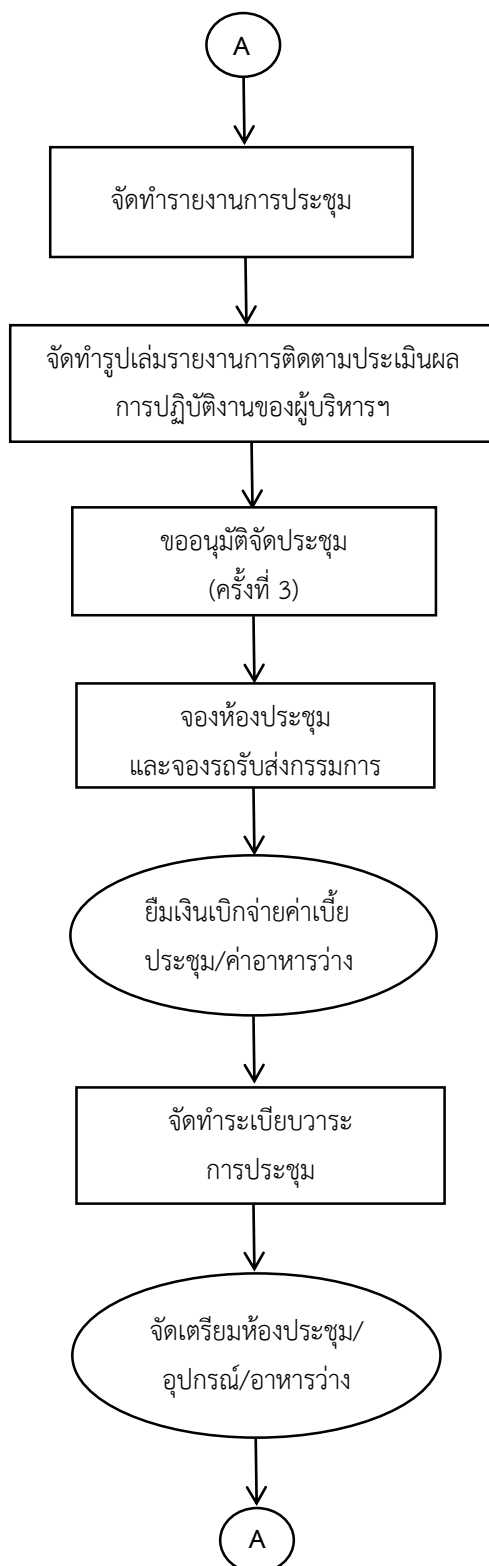 A
จัดทำรายงานการประชุม
จัดทำรูปเล่มรายงานการติดตามประเมินผล
การปฏิบัติงานของผู้บริหารฯ
ขออนุมัติจัดประชุม
(ครั้งที่ 3)
จองห้องประชุม
และจองรถรับส่งกรรมการ
ยืมเงินเบิกจ่ายค่าเบี้ย
ประชุม/ค่าอาหารว่าง
จัดทำระเบียบวาระ
การประชุม
จัดเตรียมห้องประชุม/
อุปกรณ์/อาหารว่าง
A